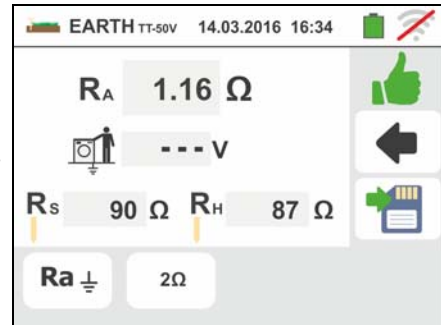 EARTH TT-50V 14.03.2016 16:34
RA 1.16 Ω
--- V
RS 90 Ω RH 87 Ω
Ra 2Ω